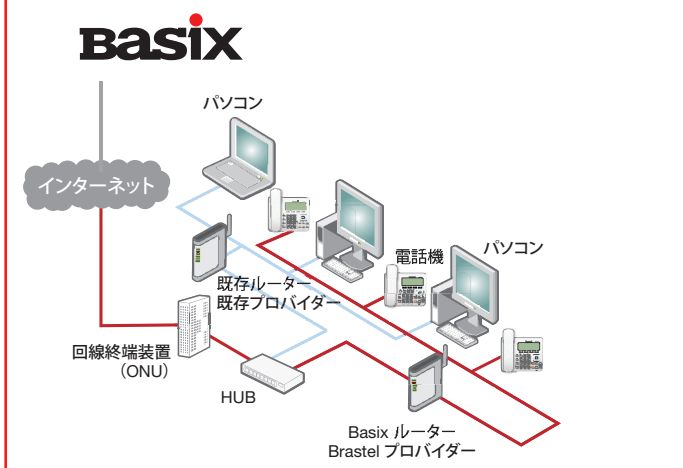 Basix
パソコン
インターネット
電話機
パソコン
既存ルーター
既存プロバイダー
回線終端装置
（ONU）
HUB
Basix ルーター
Brastel プロバイダー